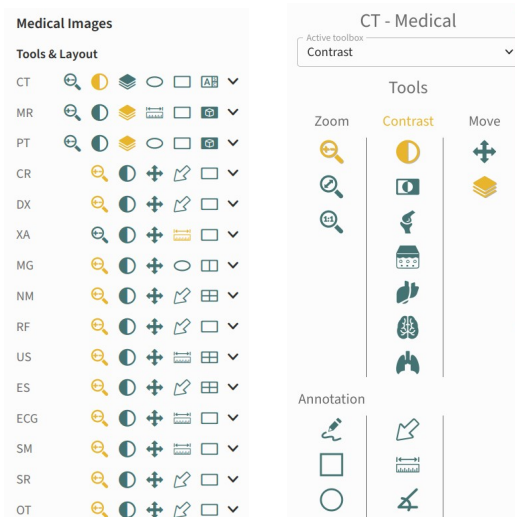 Medical Images
Tools & Layout
CT
MR
PT
CR
DX
XA
MG
NM
RF
US
ES
ECG
SM
SR
OT
CT - Medical
Active toolbox
Contrast
Tools
Zoom Contrast Move
1:1
Annotation